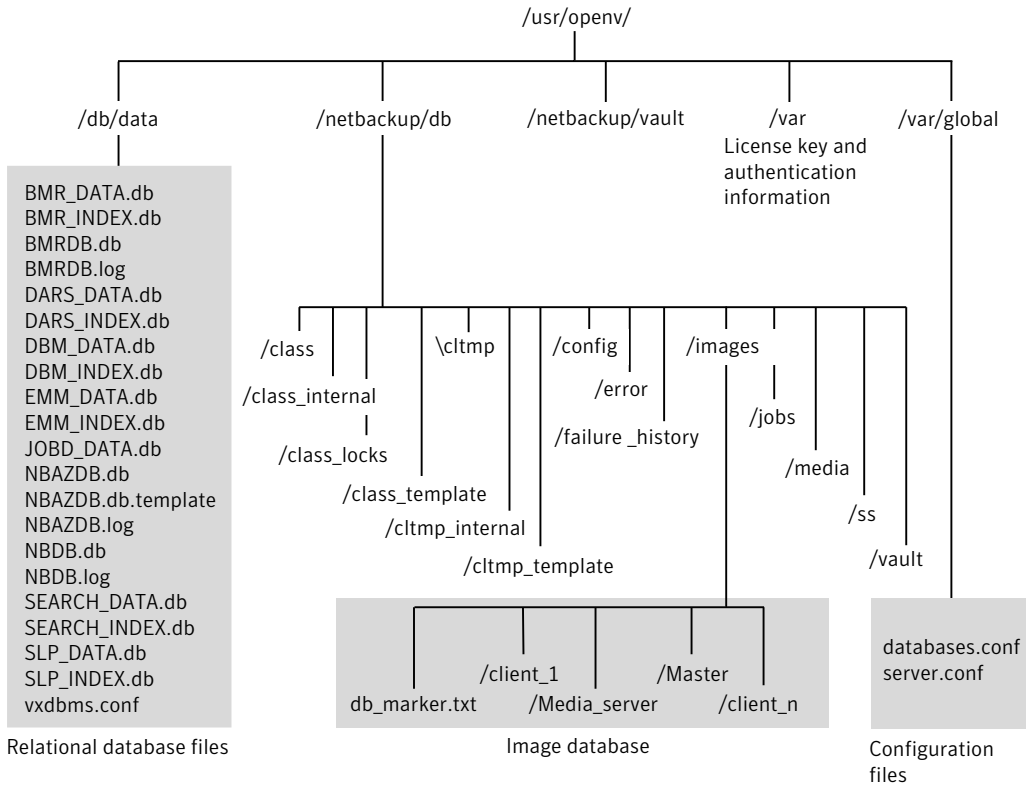 /usr/openv/
/db/data
/netbackup/db
/netbackup/vault
/var
/var/global
License key and
authentication
information
BMR_DATA.db
BMR_INDEX.db
BMRDB.db
BMRDB.log
DARS_DATA.db
DARS_INDEX.db
DBM_DATA.db
DBM_INDEX.db
EMM_DATA.db
EMM_INDEX.db
JOBD_DATA.db
NBAZDB.db
NBAZDB.db.template
NBAZDB.log
NBDB.db
NBDB.log
SEARCH_DATA.db
SEARCH_INDEX.db
SLP_DATA.db
SLP_INDEX.db
vxdbms.conf
Relational database files
/class
/class_internal
/class_locks
/class_template
\cltmp
/cltmp_internal
/cltmp_template
/config
/error
/failure _history
/images
/jobs
/media
/ss
/vault
db_marker.txt
/client_1
/Media_server
/Master
/client_n
Image database
databases.conf
server.conf
Configuration
files